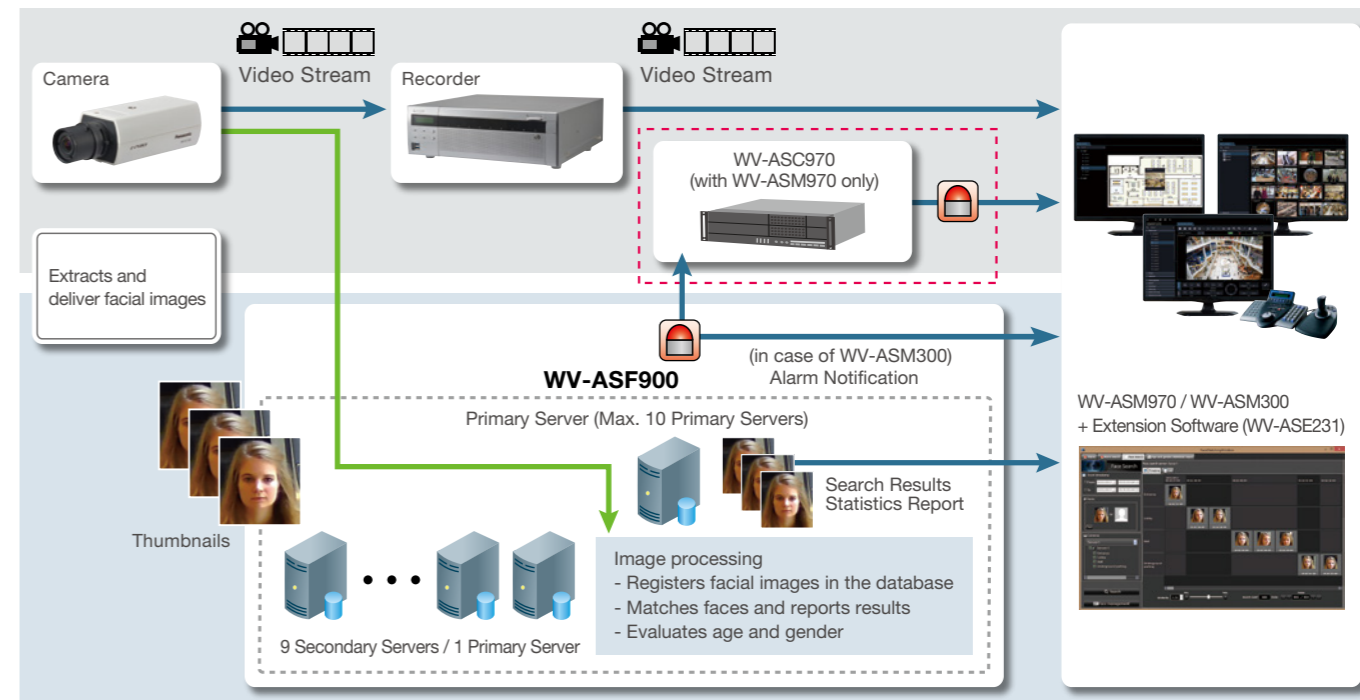 Video Stream
Video Stream
Camera
Recorder
WV-ASC970
(with WV-ASM970 only)
Extracts and
deliver facial images
(in case of WV-ASM300)
Alarm Notification
WV-ASF900
Primary Server (Max. 10 Primary Servers)
WV-ASM970 / WV-ASM300
+ Extension Software (WV-ASE231)
Face Search
Search Results
Statistics Report
Thumbnails
Image processing
- Registers facial images in the database
- Matches faces and reports results
- Evaluates age and gender
9 Secondary Servers / 1 Primary Server